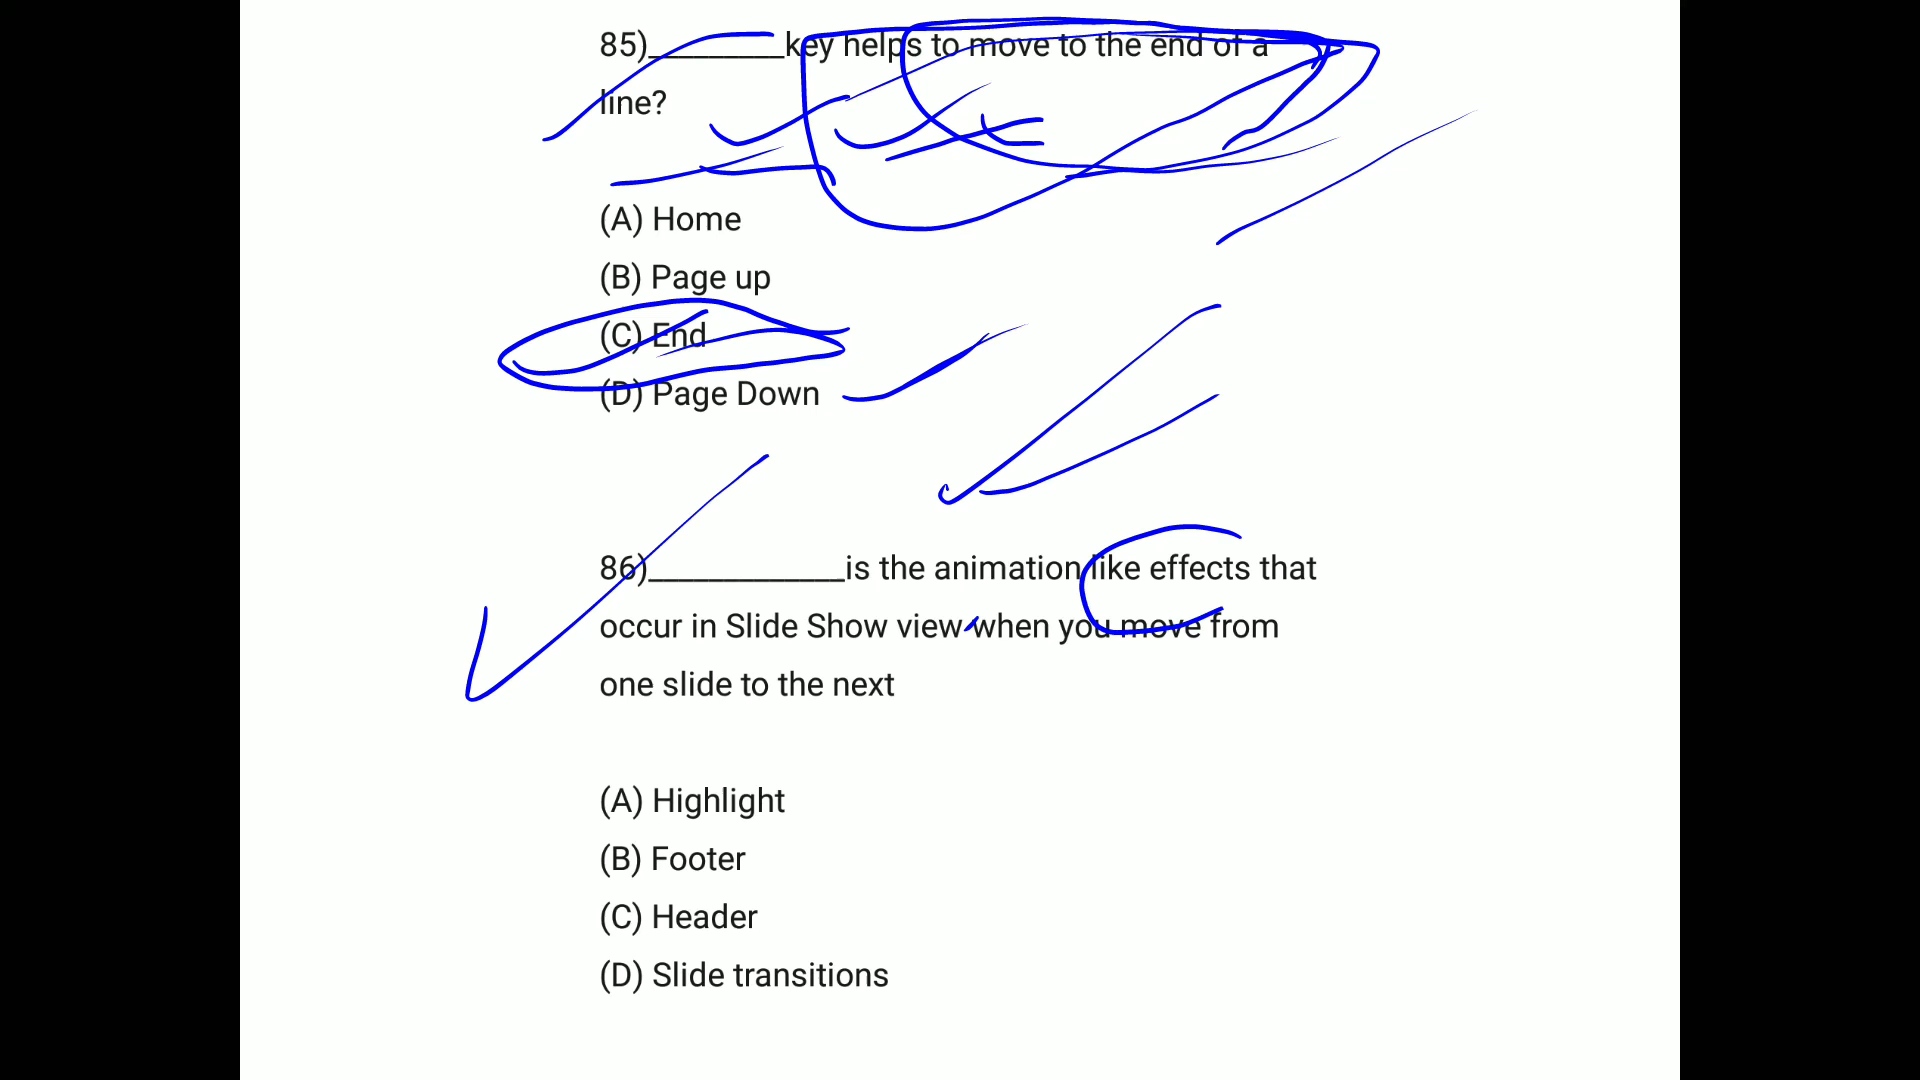 85)_________key helps to move to the end of a
line?
(A) Home
(B) Page up
(C) End
(D) Page Down
86)_____________is the animation like effects that
occur in Slide Show view when you move from
one slide to the next
(A) Highlight
(B) Footer
(C) Header
(D) Slide transitions